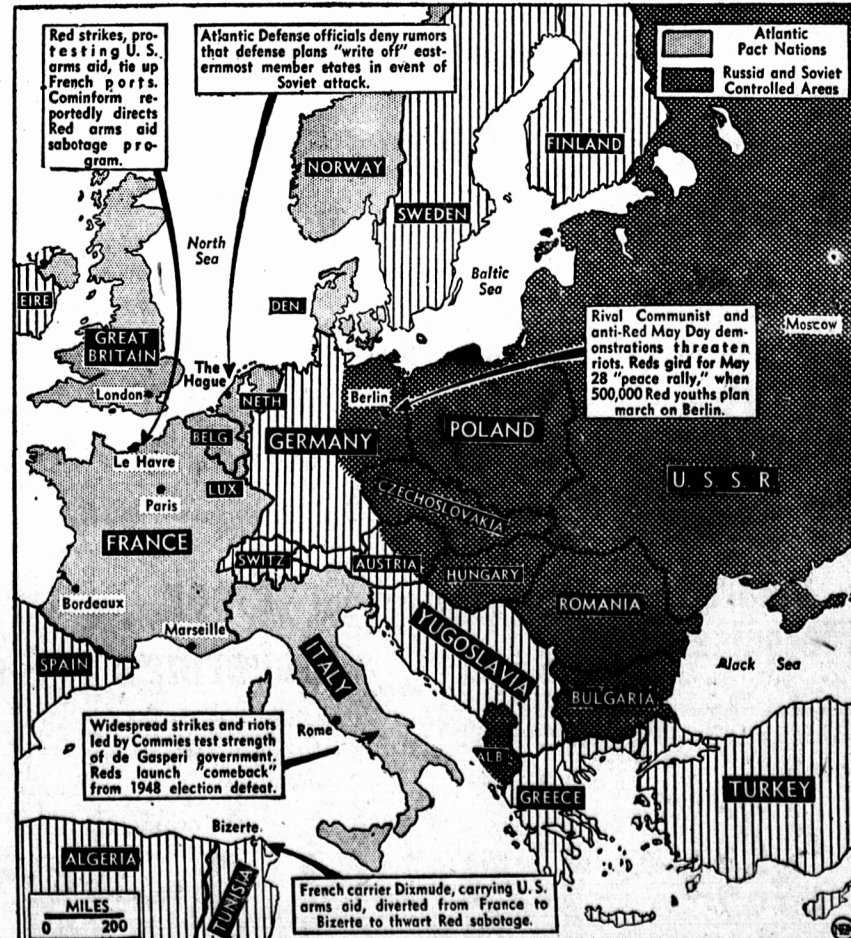 Red strikes, pro-
testing U. S.
arms aid, tie up
French ports.
Cominform re-
portedly directs
Red arms aid
sabotage pro-
gram.
Atlantic Defense officials deny rumors
that defense plans "write off" east-
ernmost member states in event of
Soviet attack.
Atlantic
Pact Nations
Russia and Soviet
Controlled Areas
NORWAY
FINLAND
SWEDEN
North
Sea
Baltic
Sea
EIRE
DEN.
GREAT
BRITAIN
The
Hague
London
NETH
Berlin
Moscow
Rival Communist and
anti-Red May Day dem-
onstrations threaten
riots. Reds gird for May
28 "peace rally," when
500,000 Red youths plan
march on Berlin.
BELG
GERMANY
POLAND
Le Havre
LUX
U. S. S. R.
Paris
CZECHOSLOVAKIA
FRANCE
SWITZ
AUSTRIA
HUNGARY
ROMANIA
Bordeaux
Marseille
SPAIN
ITALY
YUGOSLAVIA
Black Sea
BULGARIA
Widespread strikes and riots
led by Commies test strength
of de Gasperi government.
Reds launch "comeback"
from 1948 election defeat.
Rome
ALB
GREECE
TURKEY
Bizerte
ALGERIA
TUNISIA
French carrier Dixmude, carrying U. S.
arms aid, diverted from France to
Bizerte to thwart Red sabotage.
MILES
0 200